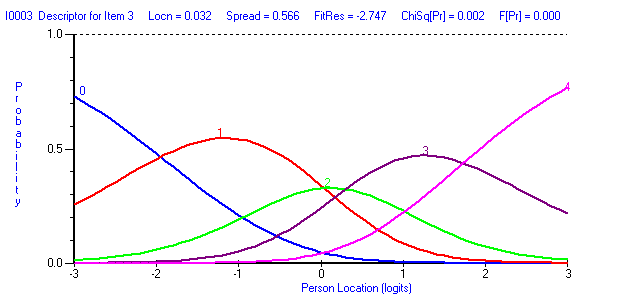 I0003 Descriptor for Item 3 Locn = 0.032 Spread = 0.566 FitRes = -2.747 ChiSq[Pr] = 0.002 F[Pr] = 0.000
1.0
Probability
0
4
1
3
0.5
2
0.0
-3 -2 -1 0 1 2 3
Person Location (logits)